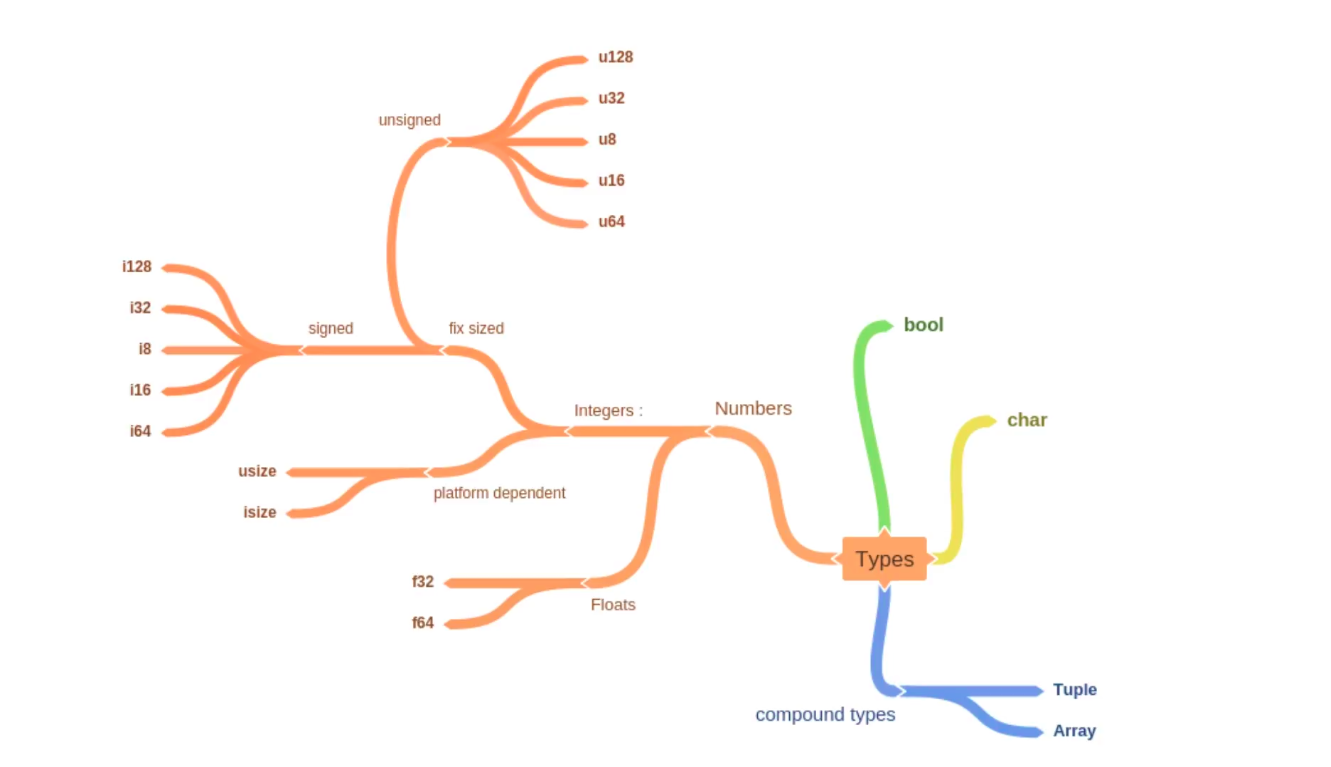 u128
u32
unsigned
u8
u16
u64
i128
i32
signed
fix sized
i8
i16
i64
bool
Integers :
Numbers
char
usize
platform dependent
isize
Types
f32
Floats
f64
compound types
Tuple
Array